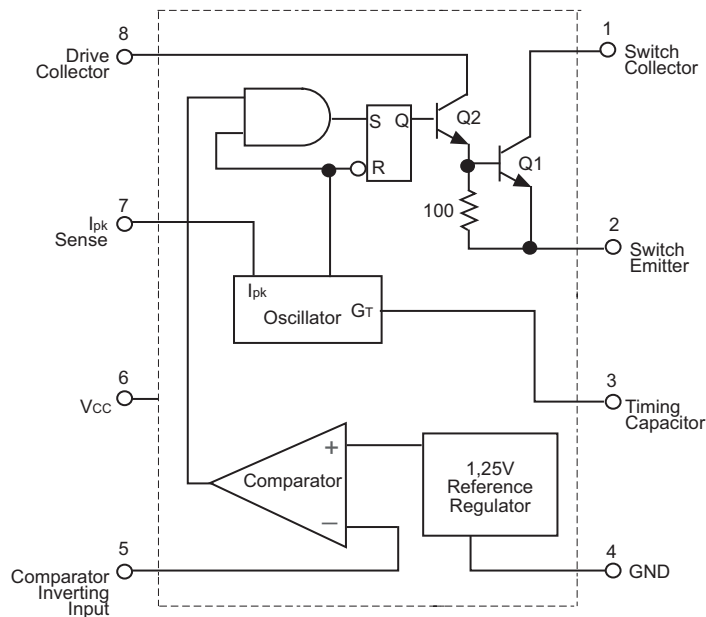 8
Drive
Collector
1
Switch
Collector
S
Q
R
Q2
Q1
100
7
Ipk
Sense
2
Switch
Emitter
Ipk
Oscillator
GT
6
VCC
3
Timing
Capacitor
+
Comparator
−
1,25V
Reference
Regulator
5
Comparator
Inverting
Input
4
GND